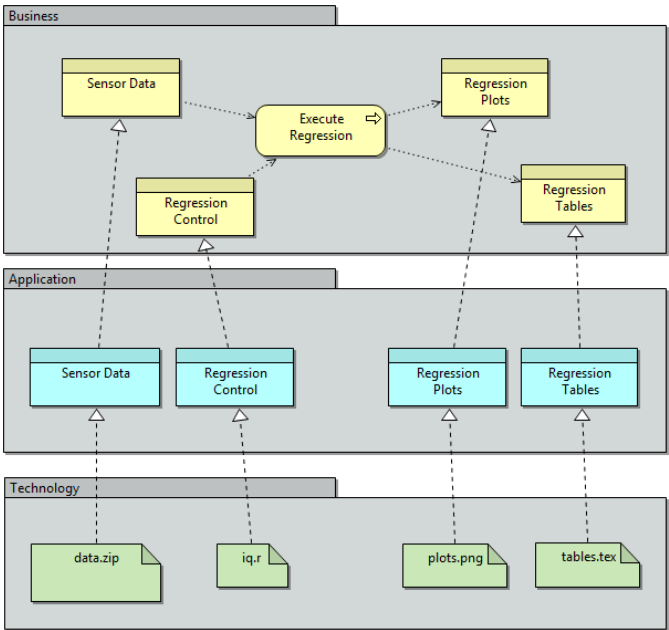 Business
Sensor Data
Regression
Plots
Execute
Regression
Regression
Tables
Regression
Control
Application
Sensor Data
Regression
Control
Regression
Plots
Regression
Tables
Technology
data.zip
iq.r
plots.png
tables.tex